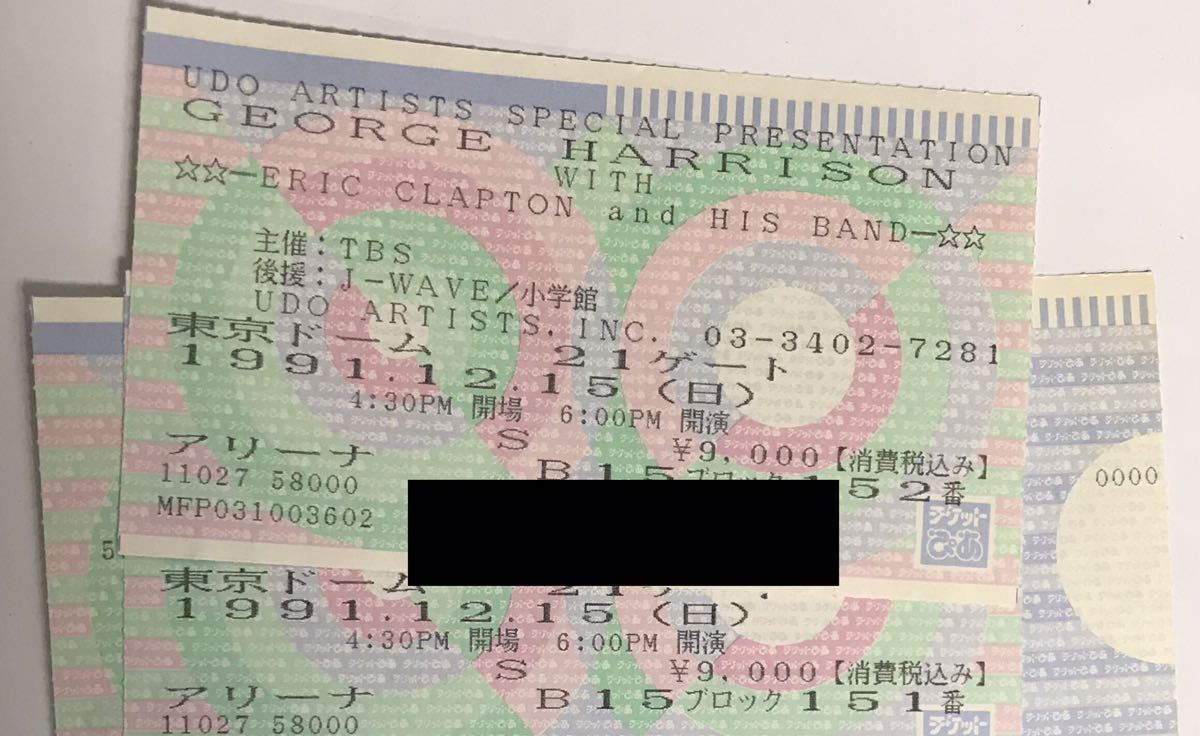 UDO ARTISTS SPECIAL PRESENTATION
GEORGE HARRISON
WITH
☆☆—ERIC CLAPTON and HIS BAND—☆☆
主催:TBS
後援:J-WAVE/小学館
UDO ARTISTS,INC. 03-3402-7281
東京ドーム 21ゲート
1991.12.15(日)
4:30PM 開場 6:00PM 開演
S ¥9,000【消費税込み】
アリーナ B15ブロック152番
11027 58000
MFP031003602
チケットぴあ
東京ドーム
1991.12.15(日)
4:30PM 開場 6:00PM 開演
S ¥9,000【消費税込み】
アリーナ B15ブロック151番
11027 58000
チケット
0000